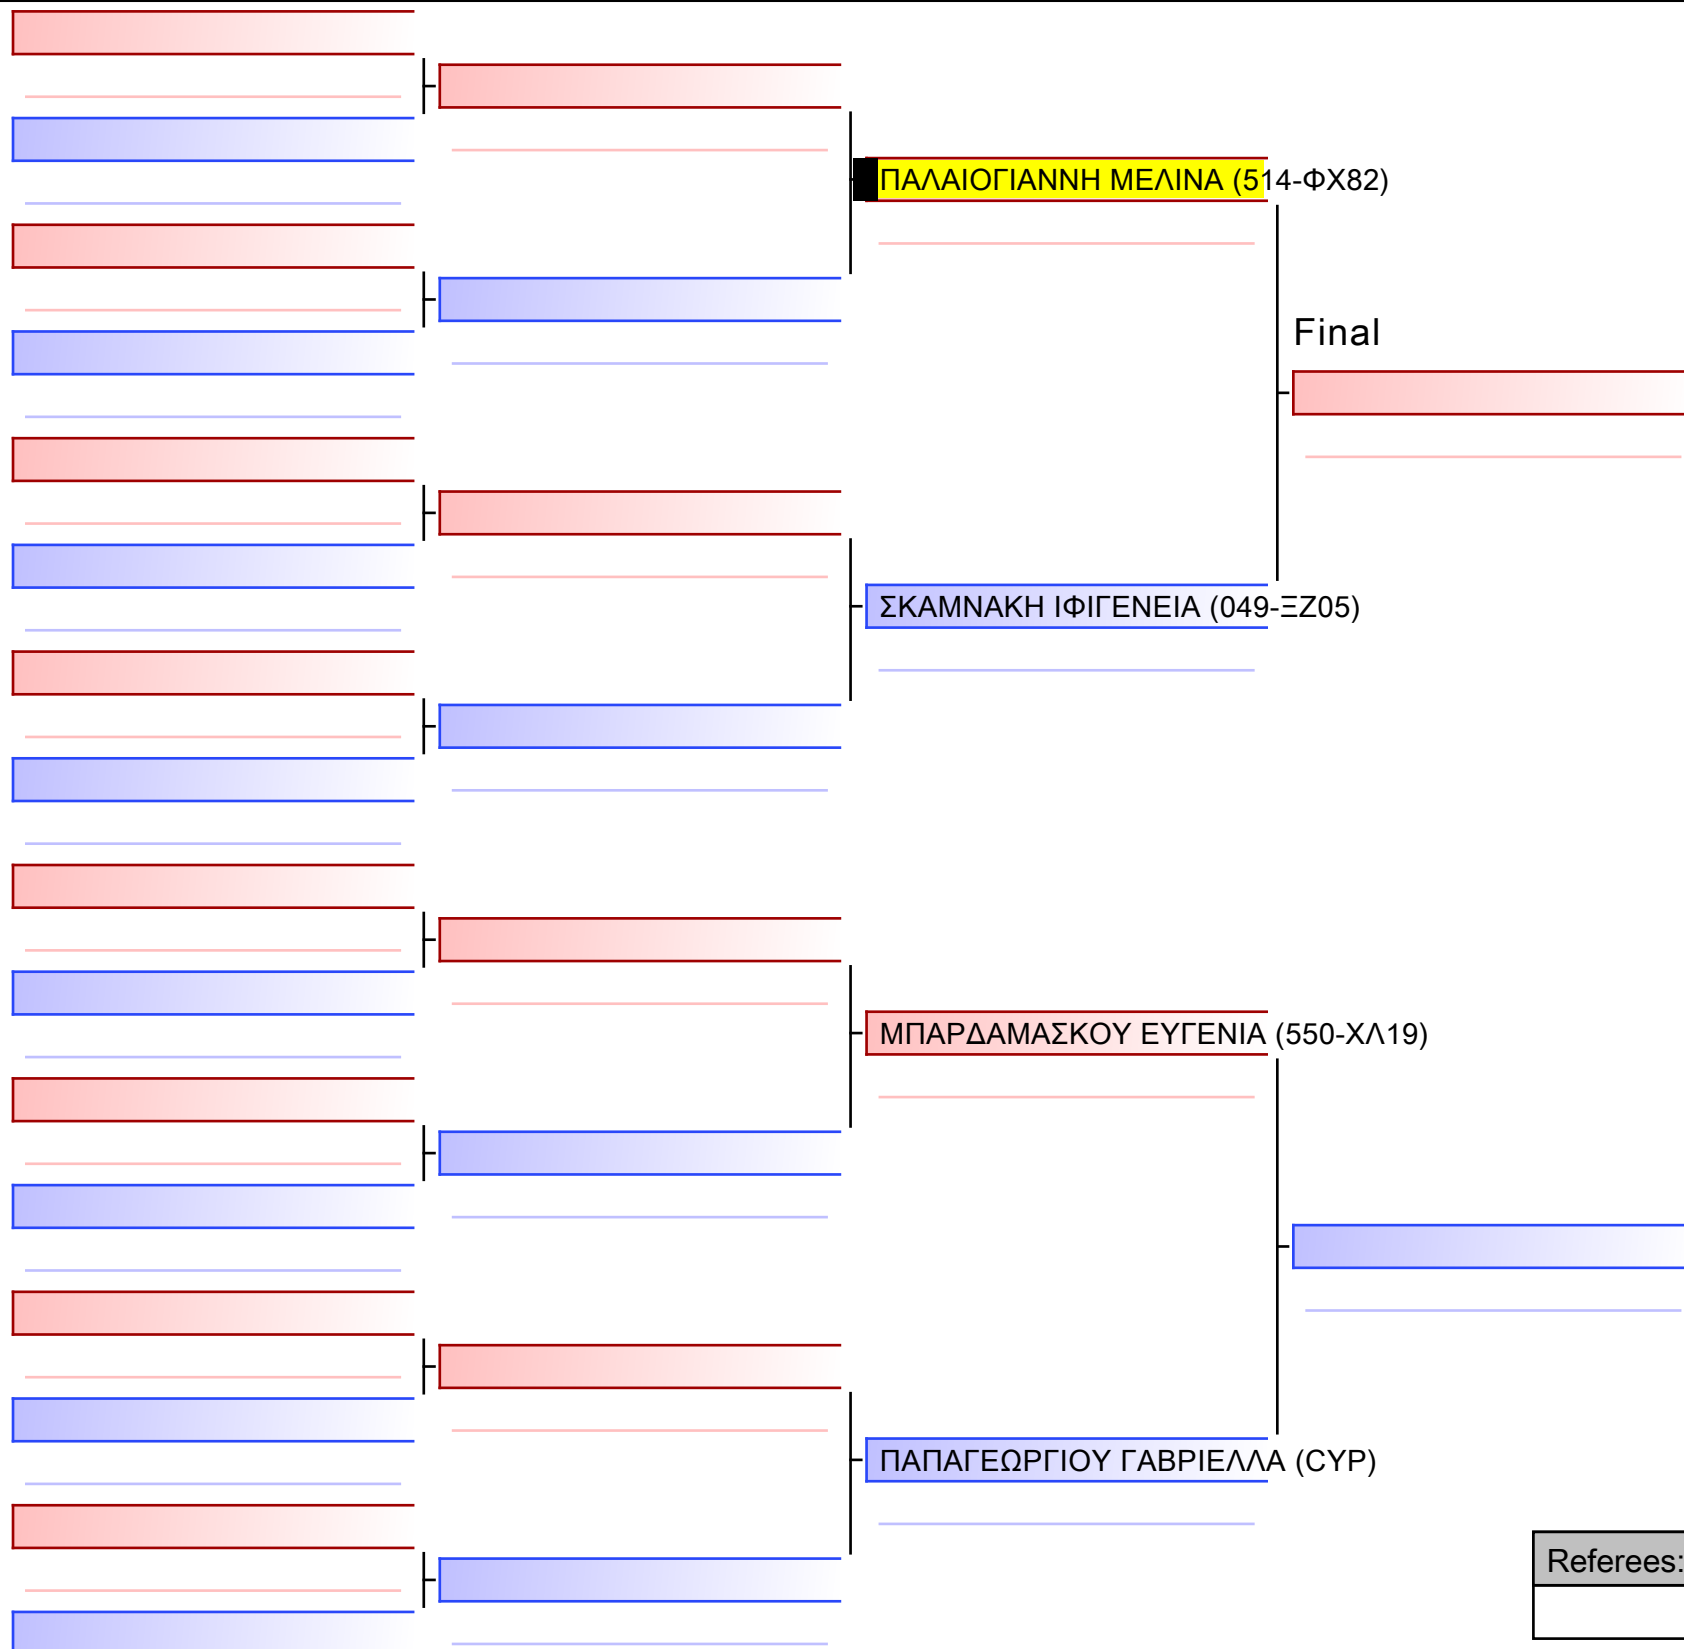 ΠΑΛΑΙΟΓΙΑΝΝΗ ΜΕΛΙΝΑ (514-ΦΧ82)
Final
ΣΚΑΜΝΑΚΗ ΙΦΙΓΕΝΕΙΑ (049-ΞΖ05)
ΜΠΑΡΔΑΜΑΣΚΟΥ ΕΥΓΕΝΙΑ (550-ΧΛ19)
ΠΑΠΑΓΕΩΡΓΙΟΥ ΓΑΒΡΙΕΛΛΑ (CYP)
Referees: